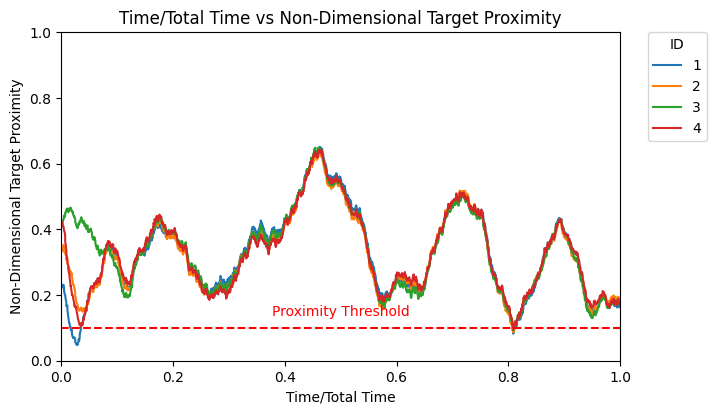 Time/Total Time vs Non-Dimensional Target Proximity
Non-Dimensional Target Proximity
1.0
0.8
0.6
0.4
0.2
0.0
Proximity Threshold
0.0 0.2 0.4 0.6 0.8 1.0
Time/Total Time
ID
1
2
3
4